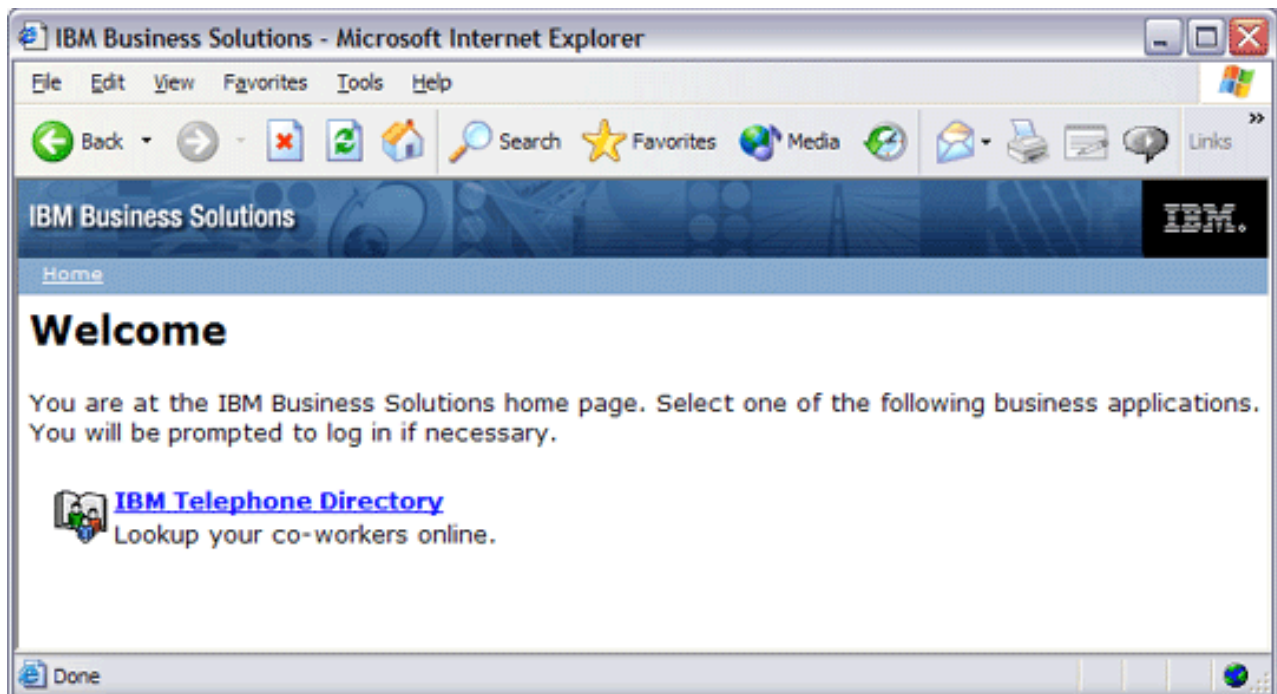 IBM Business Solutions - Microsoft Internet Explorer
File Edit View Favorites Tools Help
Back Search Favorites Media Links »
IBM Business Solutions IBM.
Home
Welcome
You are at the IBM Business Solutions home page. Select one of the following business applications.
You will be prompted to log in if necessary.
IBM Telephone Directory
Lookup your co-workers online.
Done